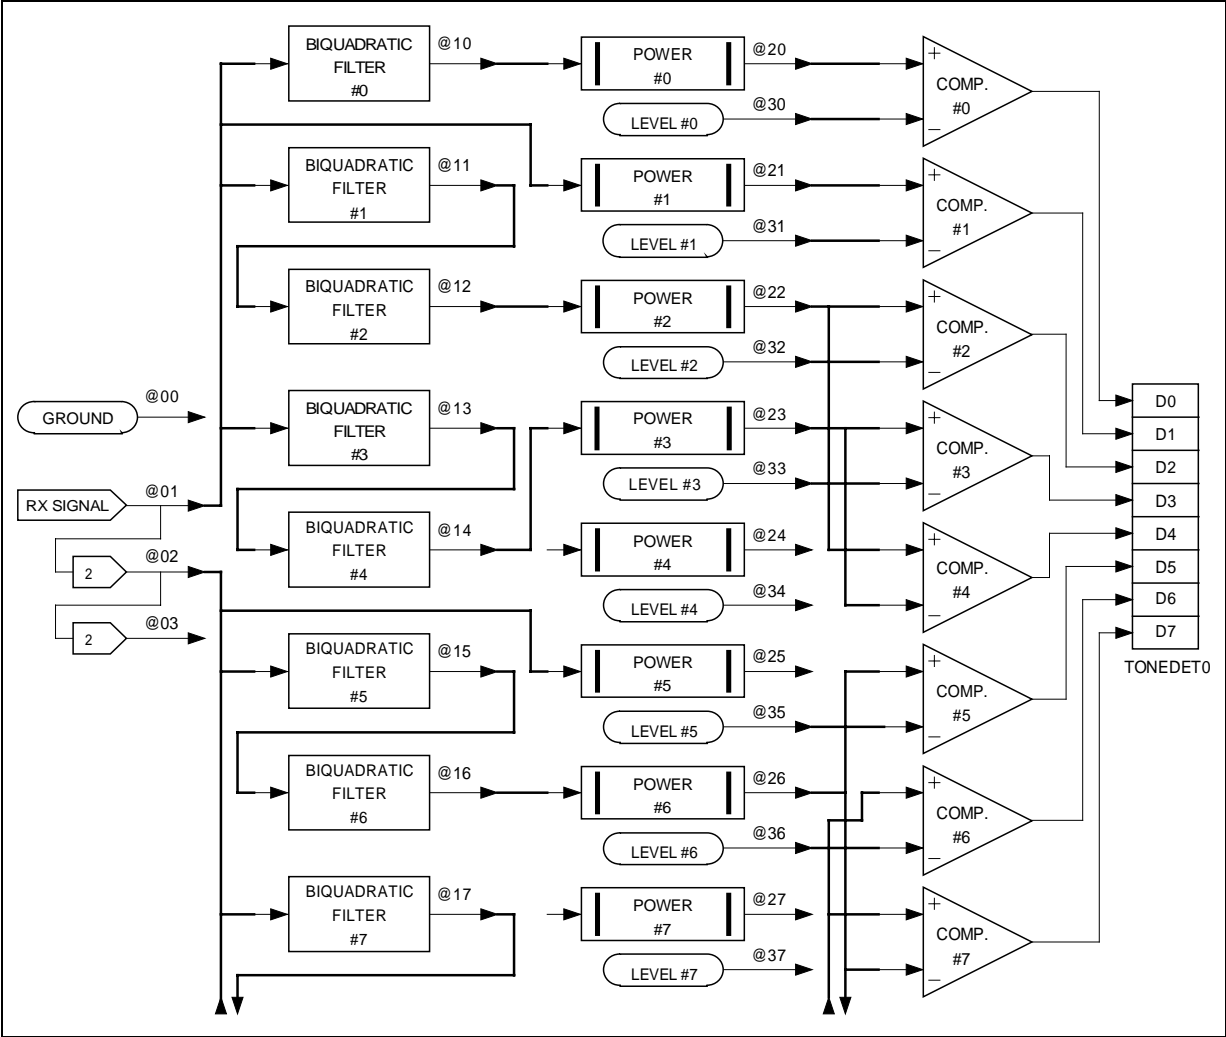 BIQUADRATIC
FILTER
#0
@10
POWER
#0
@20
+
COMP.
#0
−
LEVEL #0
@30
BIQUADRATIC
FILTER
#1
@11
POWER
#1
@21
+
COMP.
#1
−
LEVEL #1
@31
BIQUADRATIC
FILTER
#2
@12
POWER
#2
@22
+
COMP.
#2
−
LEVEL #2
@32
GROUND
@00
BIQUADRATIC
FILTER
#3
@13
POWER
#3
@23
+
COMP.
#3
−
LEVEL #3
@33
RX SIGNAL
@01
BIQUADRATIC
FILTER
#4
@14
POWER
#4
@24
+
COMP.
#4
−
LEVEL #4
@34
2
@02
2
@03
BIQUADRATIC
FILTER
#5
@15
POWER
#5
@25
+
COMP.
#5
−
LEVEL #5
@35
BIQUADRATIC
FILTER
#6
@16
POWER
#6
@26
+
COMP.
#6
−
LEVEL #6
@36
BIQUADRATIC
FILTER
#7
@17
POWER
#7
@27
+
COMP.
#7
−
LEVEL #7
@37
D0
D1
D2
D3
D4
D5
D6
D7
TONEDET0